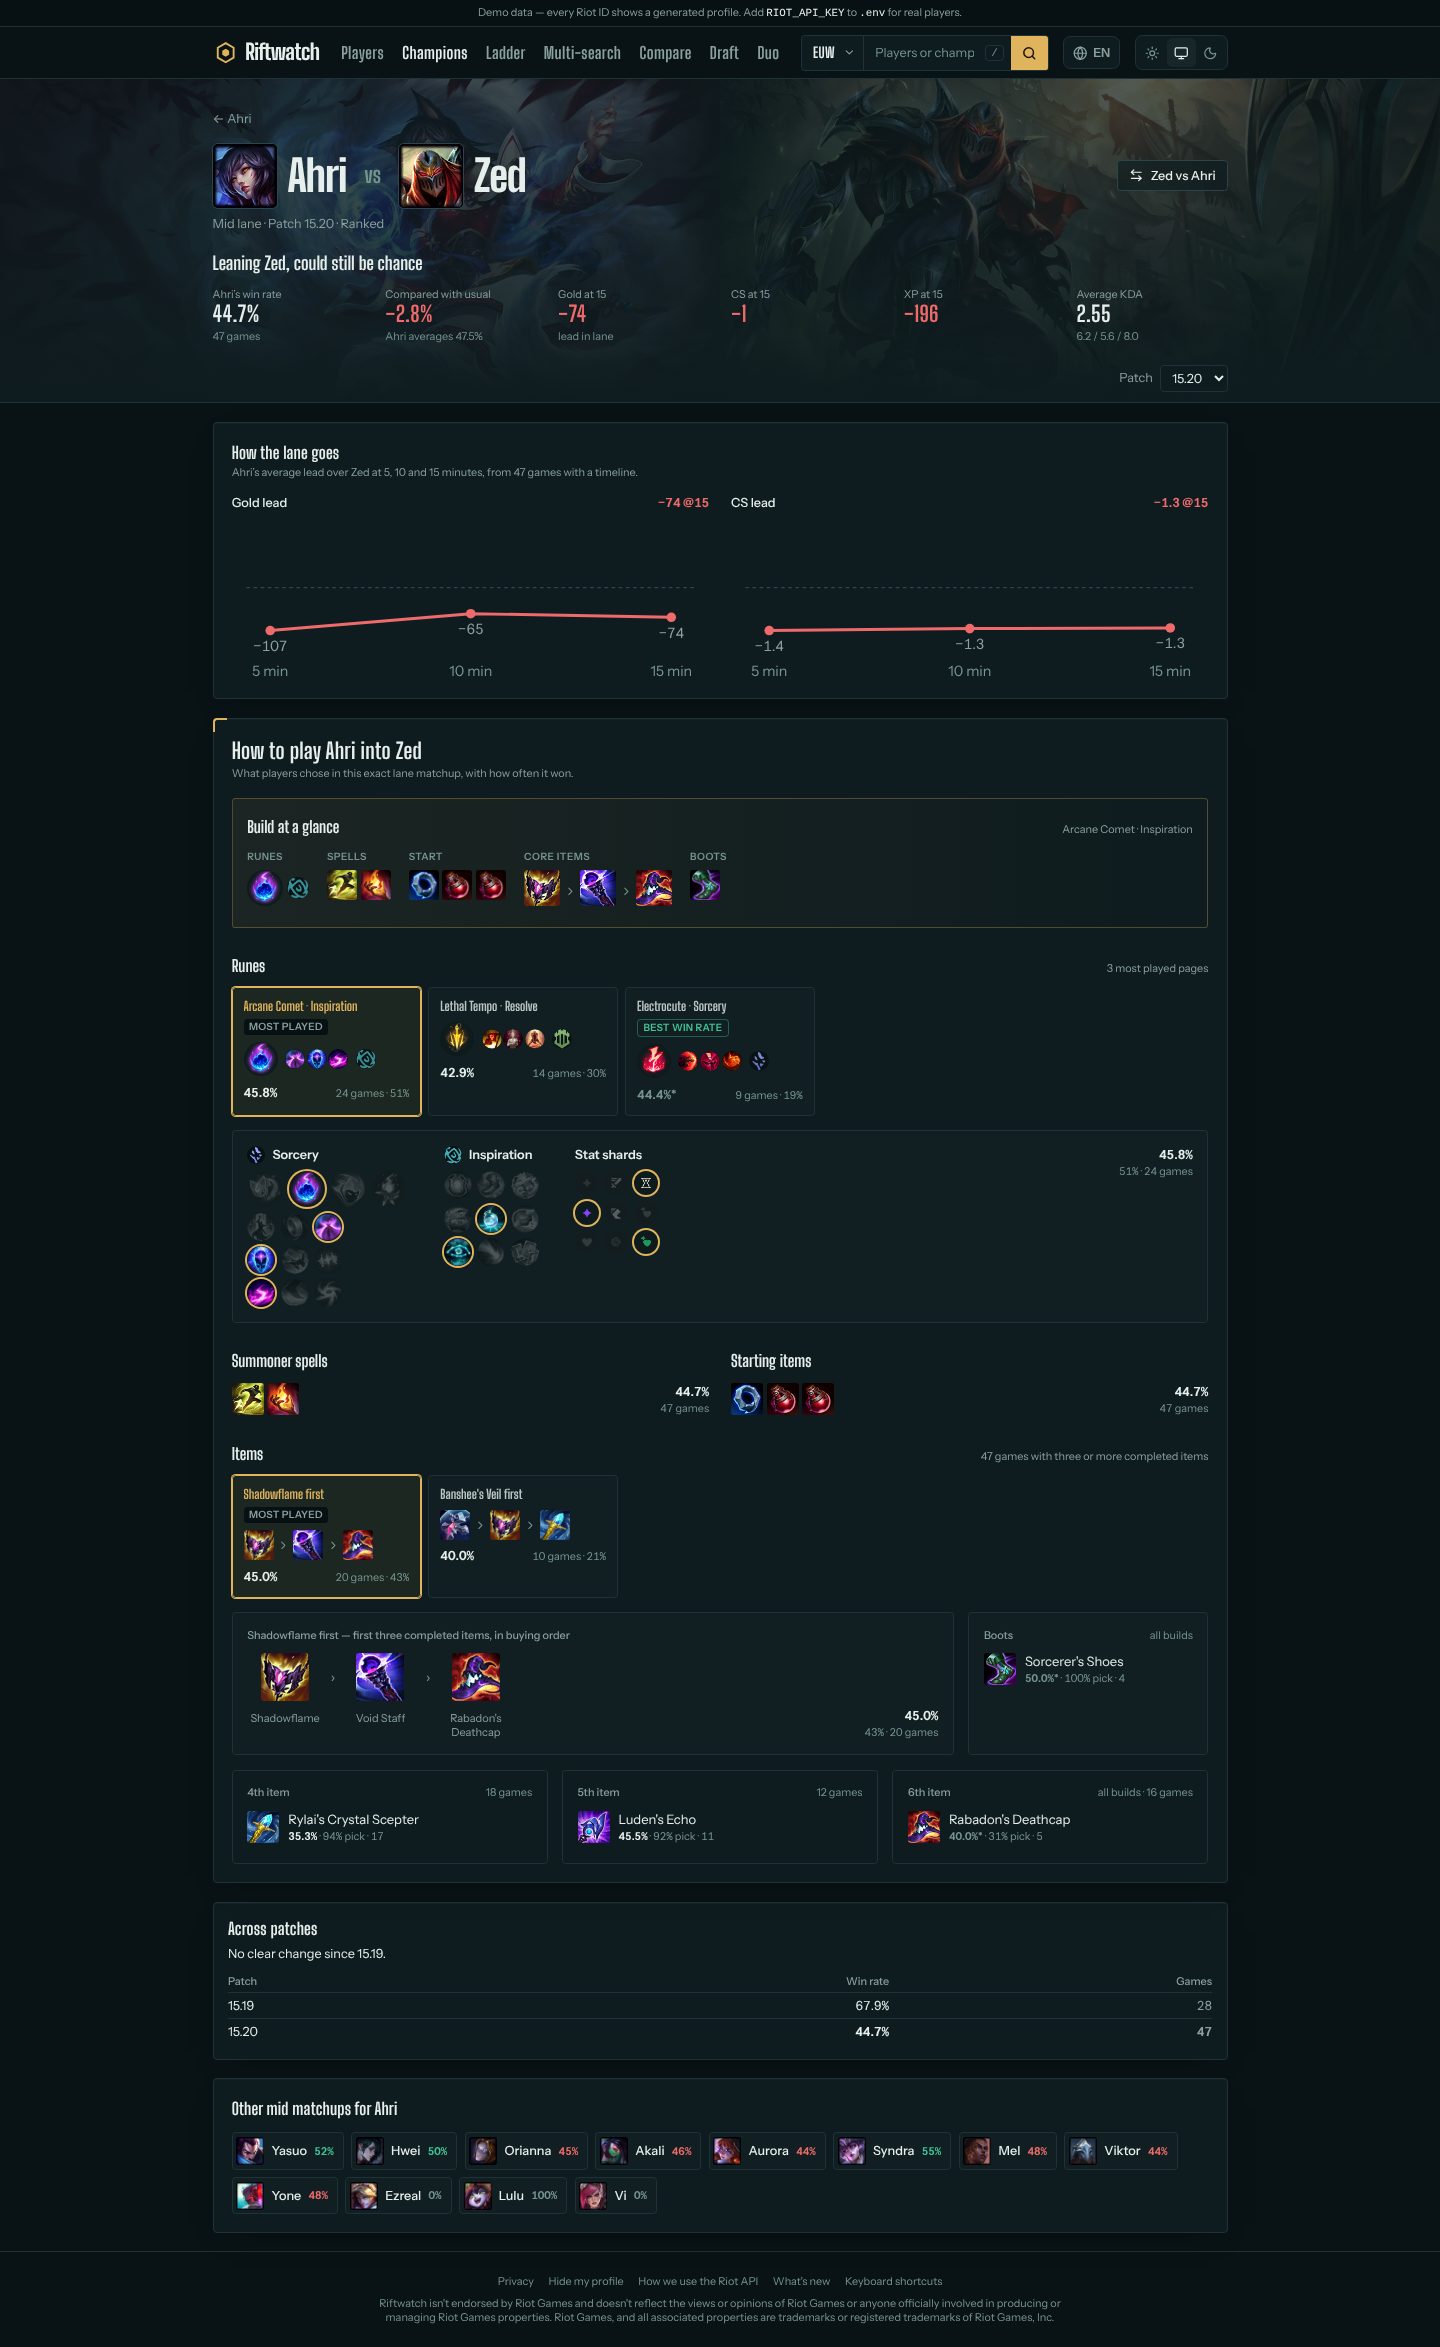 Demo data — every Riot ID shows a generated profile. Add RIOT_API_KEY to .env for real players.
Riftwatch Players Champions Ladder Multi-search Compare Draft Duo EUW Players or champ / EN
← Ahri
Ahri vs Zed
Zed vs Ahri
Mid lane · Patch 15.20 · Ranked
Leaning Zed, could still be chance
Ahri's win rate Compared with usual Gold at 15 CS at 15 XP at 15 Average KDA
44.7% −2.8% −74 −1 −196 2.55
47 games Ahri averages 47.5% lead in lane 6.2 / 5.6 / 8.0
Patch 15.20
How the lane goes
Ahri's average lead over Zed at 5, 10 and 15 minutes, from 47 games with a timeline.
Gold lead −74 @15 CS lead −1.3 @15
−107 −65 −74 −1.4 −1.3 −1.3
5 min 10 min 15 min 5 min 10 min 15 min
How to play Ahri into Zed
What players chose in this exact lane matchup, with how often it won.
Build at a glance Arcane Comet · Inspiration
RUNES SPELLS START CORE ITEMS BOOTS
Runes 3 most played pages
Arcane Comet · Inspiration Lethal Tempo · Resolve Electrocute · Sorcery
MOST PLAYED BEST WIN RATE
45.8% 24 games · 51% 42.9% 14 games · 30% 44.4%* 9 games · 19%
Sorcery Inspiration Stat shards 45.8%
51% · 24 games
Summoner spells Starting items
44.7% 44.7%
47 games 47 games
Items 47 games with three or more completed items
Shadowflame first Banshee's Veil first
MOST PLAYED
45.0% 20 games · 43% 40.0% 10 games · 21%
Shadowflame first — first three completed items, in buying order Boots all builds
Sorcerer's Shoes
50.0%* · 100% pick · 4
Shadowflame Void Staff Rabadon's Deathcap
45.0%
43% · 20 games
4th item 18 games 5th item 12 games 6th item all builds · 16 games
Rylai's Crystal Scepter Luden's Echo Rabadon's Deathcap
35.3% · 94% pick · 17 45.5% · 92% pick · 11 40.0%* · 31% pick · 5
Across patches
No clear change since 15.19.
Patch Win rate Games
15.19 67.9% 28
15.20 44.7% 47
Other mid matchups for Ahri
Yasuo 52% Hwei 50% Orianna 45% Akali 46% Aurora 44% Syndra 55% Mel 48% Viktor 44%
Yone 48% Ezreal 0% Lulu 100% Vi 0%
Privacy Hide my profile How we use the Riot API What's new Keyboard shortcuts
Riftwatch isn't endorsed by Riot Games and doesn't reflect the views or opinions of Riot Games or anyone officially involved in producing or
managing Riot Games properties. Riot Games, and all associated properties are trademarks or registered trademarks of Riot Games, Inc.